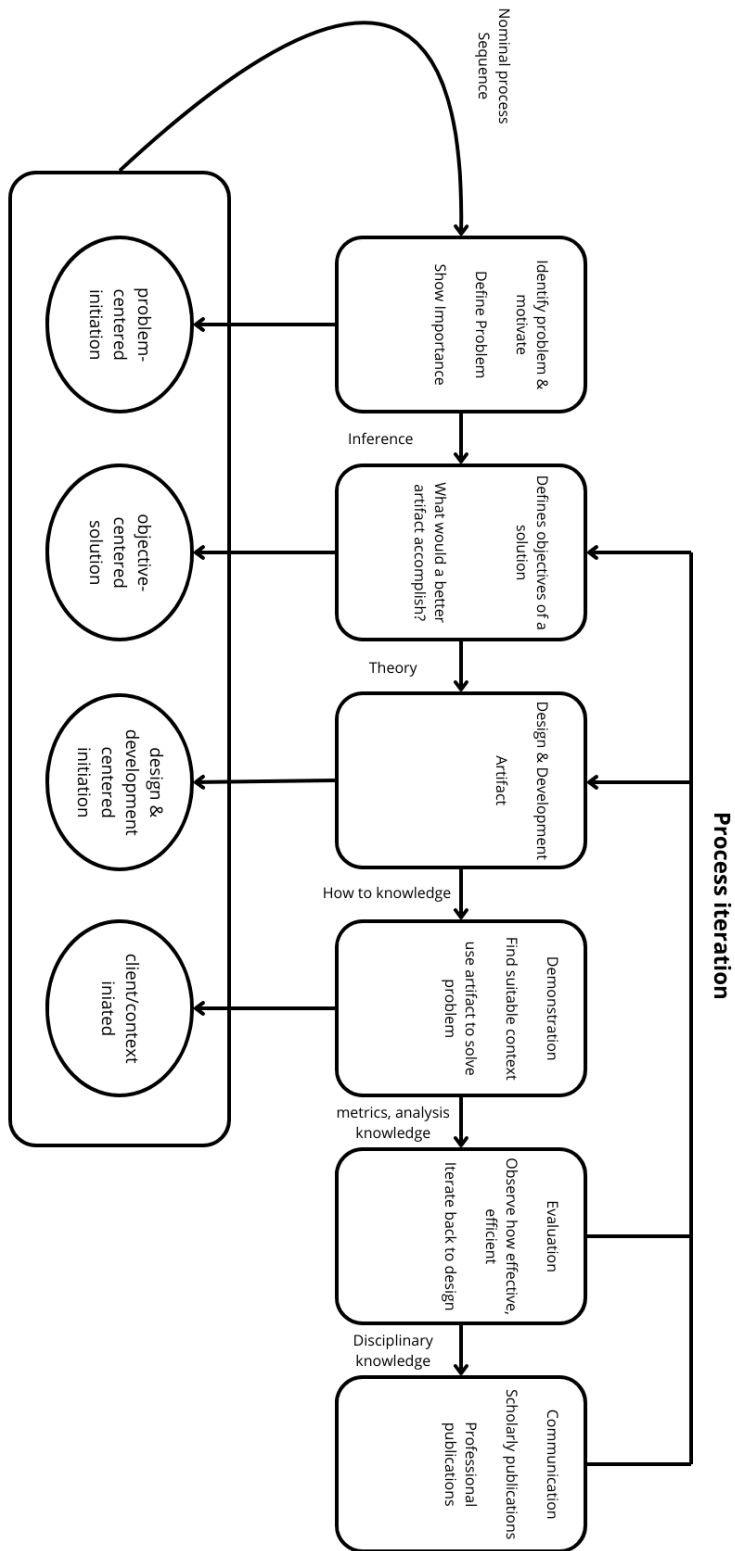 Process iteration
Nominal process
Sequence
Identify problem &
motivate
Define Problem
Show Importance
Inference
Defines objectives of a
solution
What would a better
artifact accomplish?
Theory
Design & Development
Artifact
How to knowledge
Demonstration
Find suitable context
use artifact to solve
problem
metrics, analysis
knowledge
Evaluation
Observe how effective,
efficient
Iterate back to design
Disciplinary
knowledge
Communication
Scholarly publications
Professional
publications
problem-
centered
initiation
objective-
centered
solution
design &
development
centered
initiation
client/context
iniated